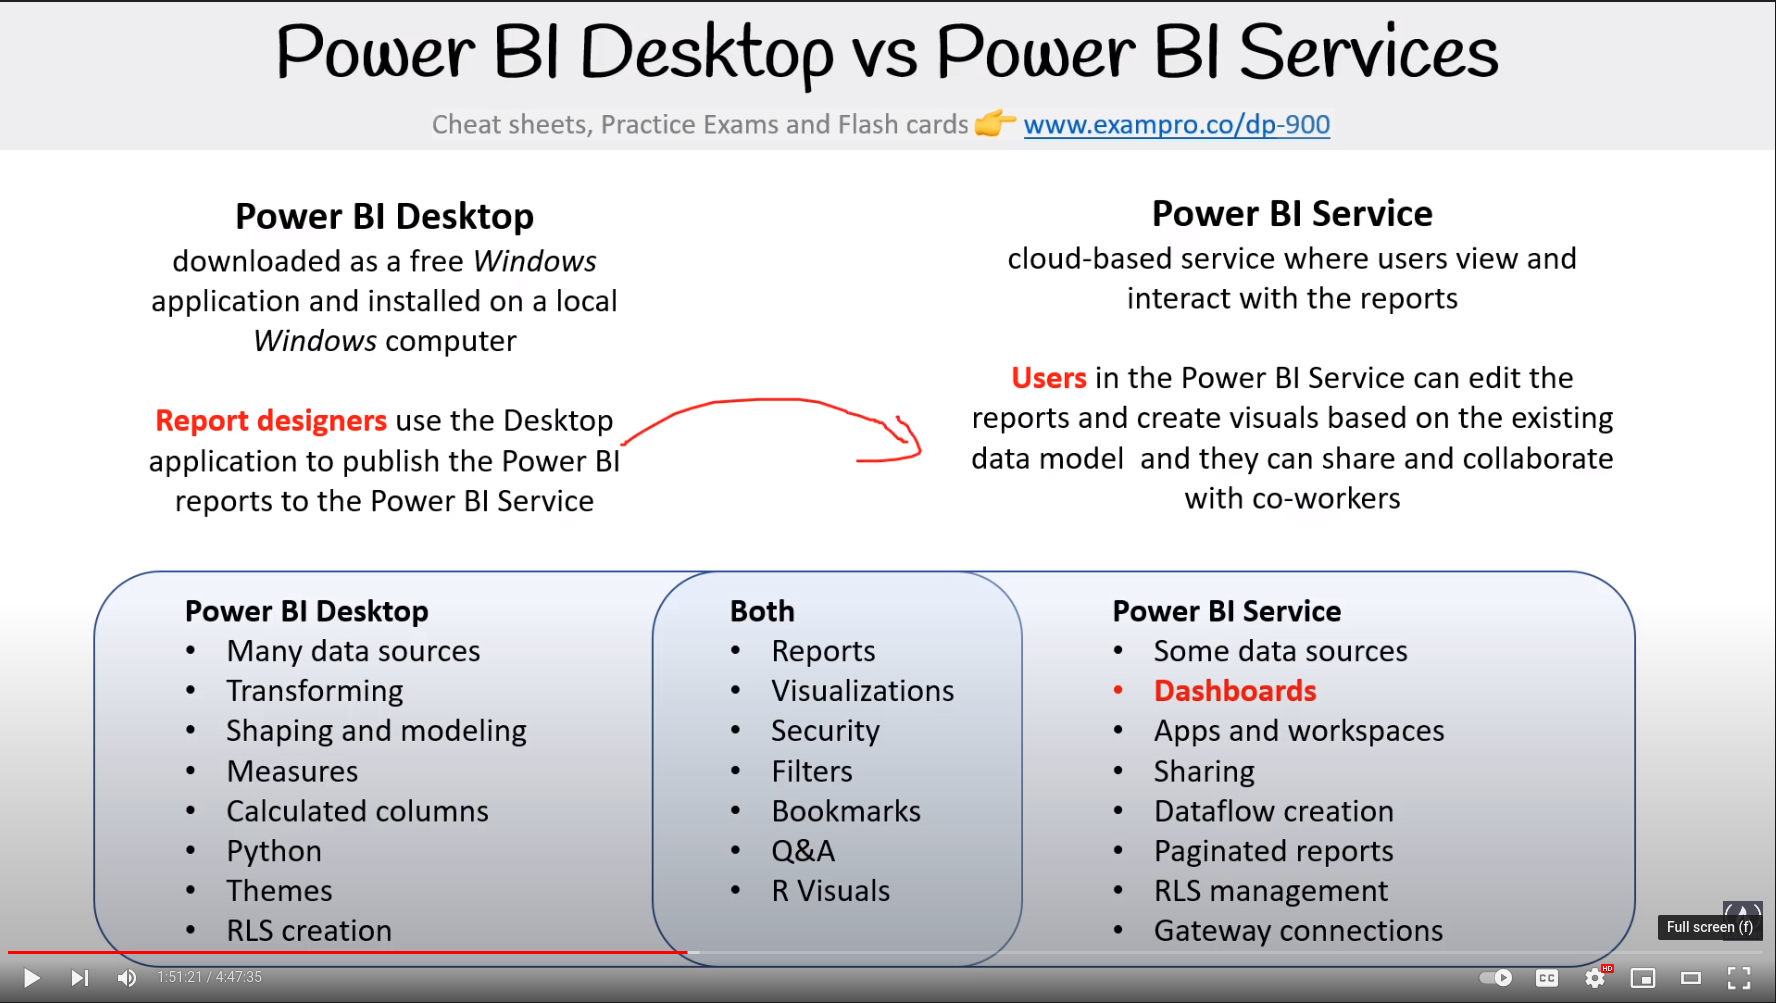 Power BI Desktop vs Power BI Services
Cheat sheets, Practice Exams and Flash cards 👉 www.exampro.co/dp-900
Power BI Desktop
downloaded as a free Windows
application and installed on a local
Windows computer
Report designers use the Desktop
application to publish the Power BI
reports to the Power BI Service
Power BI Service
cloud-based service where users view and
interact with the reports
Users in the Power BI Service can edit the
reports and create visuals based on the existing
data model and they can share and collaborate
with co-workers
Power BI Desktop
• Many data sources
• Transforming
• Shaping and modeling
• Measures
• Calculated columns
• Python
• Themes
• RLS creation
Both
• Reports
• Visualizations
• Security
• Filters
• Bookmarks
• Q&A
• R Visuals
Power BI Service
• Some data sources
• Dashboards
• Apps and workspaces
• Sharing
• Dataflow creation
• Paginated reports
• RLS management
• Gateway connections
Full screen (f)
1:51:21 / 4:47:35
CC
HD